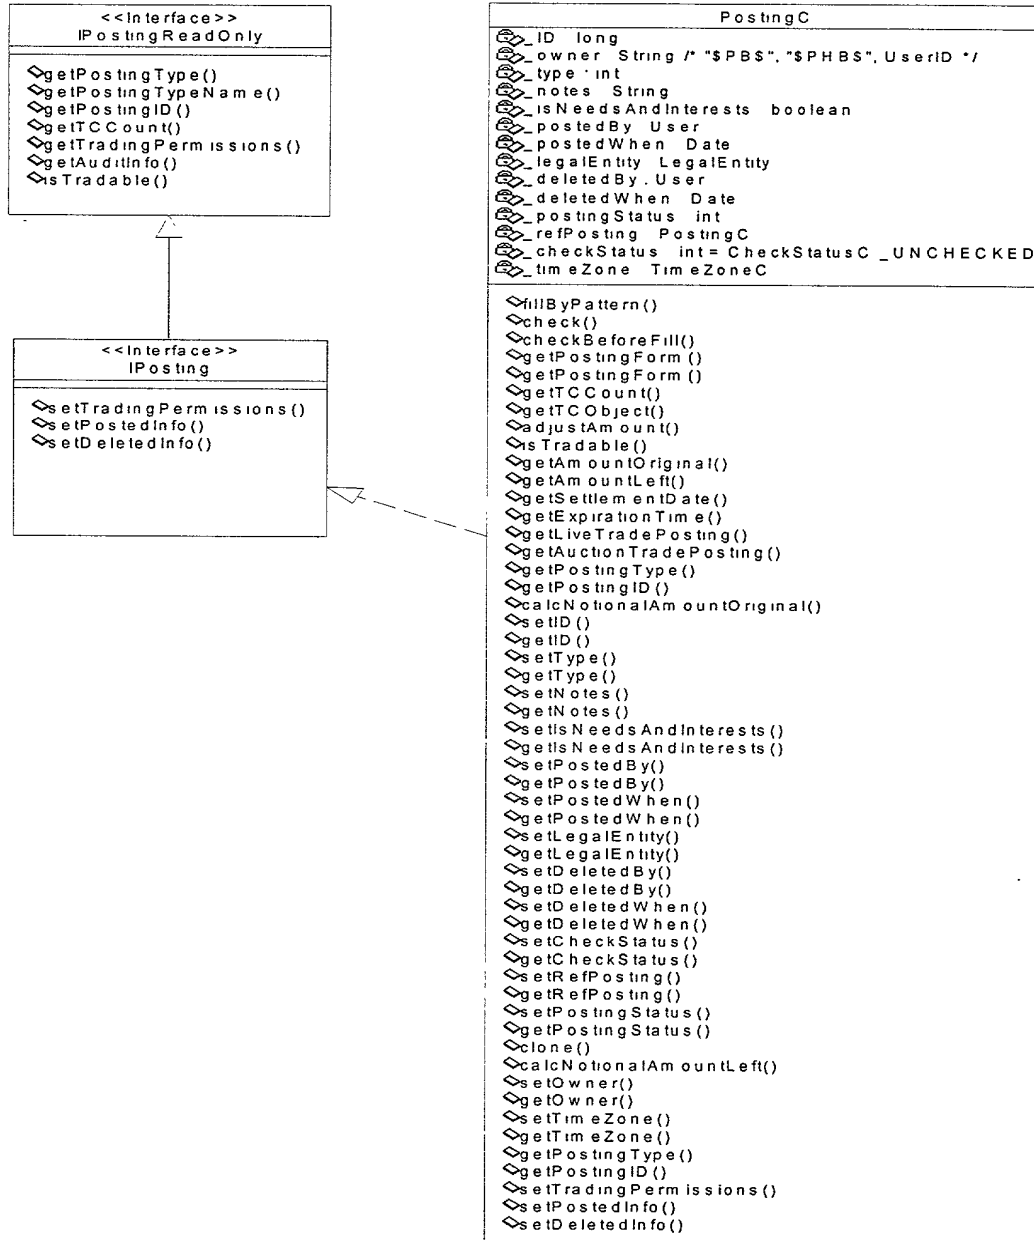 <<Interface>>
IPostingReadOnly
getPostingType()
getPostingTypeName()
getPostingID()
getTCCount()
getTradingPermissions()
getAuditInfo()
isTradable()
<<Interface>>
IPosting
setTradingPermissions()
setPostedInfo()
setDeletedInfo()
PostingC
_ID long
_owner String /* "$PB$", "$PHB$", UserID */
_type : int
_notes String
_isNeedsAndInterests boolean
_postedBy User
_postedWhen Date
_legalEntity LegalEntity
_deletedBy . User
_deletedWhen Date
_postingStatus int
_refPosting PostingC
_checkStatus int = CheckStatusC _UNCHECKED
_timeZone TimeZoneC
fillByPattern()
check()
checkBeforeFill()
getPostingForm()
getPostingForm()
getTCCount()
getTCObject()
adjustAmount()
isTradable()
getAmountOriginal()
getAmountLeft()
getSettlementDate()
getExpirationTime()
getLiveTradePosting()
getAuctionTradePosting()
getPostingType()
getPostingID()
calcNotionalAmountOriginal()
setID()
getID()
setType()
getType()
setNotes()
getNotes()
setIsNeedsAndInterests()
getIsNeedsAndInterests()
setPostedBy()
getPostedBy()
setPostedWhen()
getPostedWhen()
setLegalEntity()
getLegalEntity()
setDeletedBy()
getDeletedBy()
setDeletedWhen()
getDeletedWhen()
setCheckStatus()
getCheckStatus()
setRefPosting()
getRefPosting()
setPostingStatus()
getPostingStatus()
clone()
calcNotionalAmountLeft()
setOwner()
getOwner()
setTimeZone()
getTimeZone()
getPostingType()
getPostingID()
setTradingPermissions()
setPostedInfo()
setDeletedInfo()